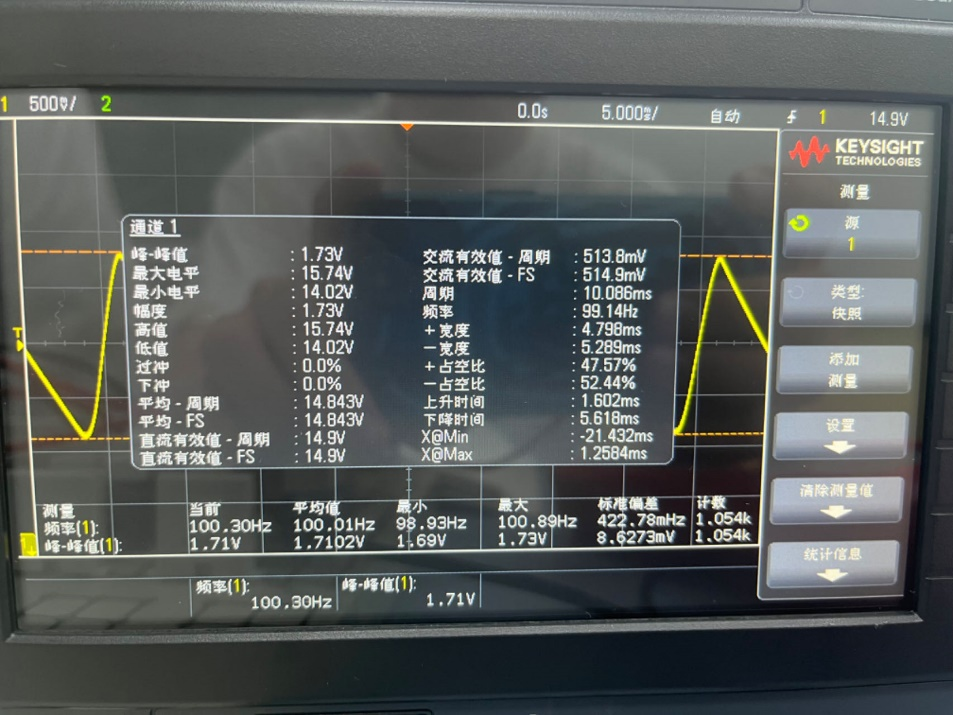 1 500mV/ 2 0.0s 5.000ms/ 自动 1 14.9V
KEYSIGHT
TECHNOLOGIES
测量
源
1
类型:
快照
添加
测量
设置
清除测量值
统计信息
通道 1
峰-峰值 : 1.73V
最大电平 : 15.74V
最小电平 : 14.02V
幅度 : 1.73V
高值 : 15.74V
低值 : 14.02V
过冲 : 0.0%
下冲 : 0.0%
平均 - 周期 : 14.843V
平均 - FS : 14.843V
直流有效值 - 周期 : 14.9V
直流有效值 - FS : 14.9V
交流有效值 - 周期 : 513.8mV
交流有效值 - FS : 514.9mV
周期 : 10.086ms
频率 : 99.14Hz
+宽度 : 4.798ms
-宽度 : 5.289ms
+占空比 : 47.57%
-占空比 : 52.44%
上升时间 : 1.602ms
下降时间 : 5.618ms
X@Min : -21.432ms
X@Max : 1.2584ms
T
测量 当前 平均值 最小 最大 标准偏差 计数
频率(1): 100.30Hz 100.01Hz 98.93Hz 100.89Hz 422.78mHz 1.054k
峰-峰值(1): 1.71V 1.7102V 1.69V 1.73V 8.6273mV 1.054k
频率(1): 峰-峰值(1):
100.30Hz 1.71V